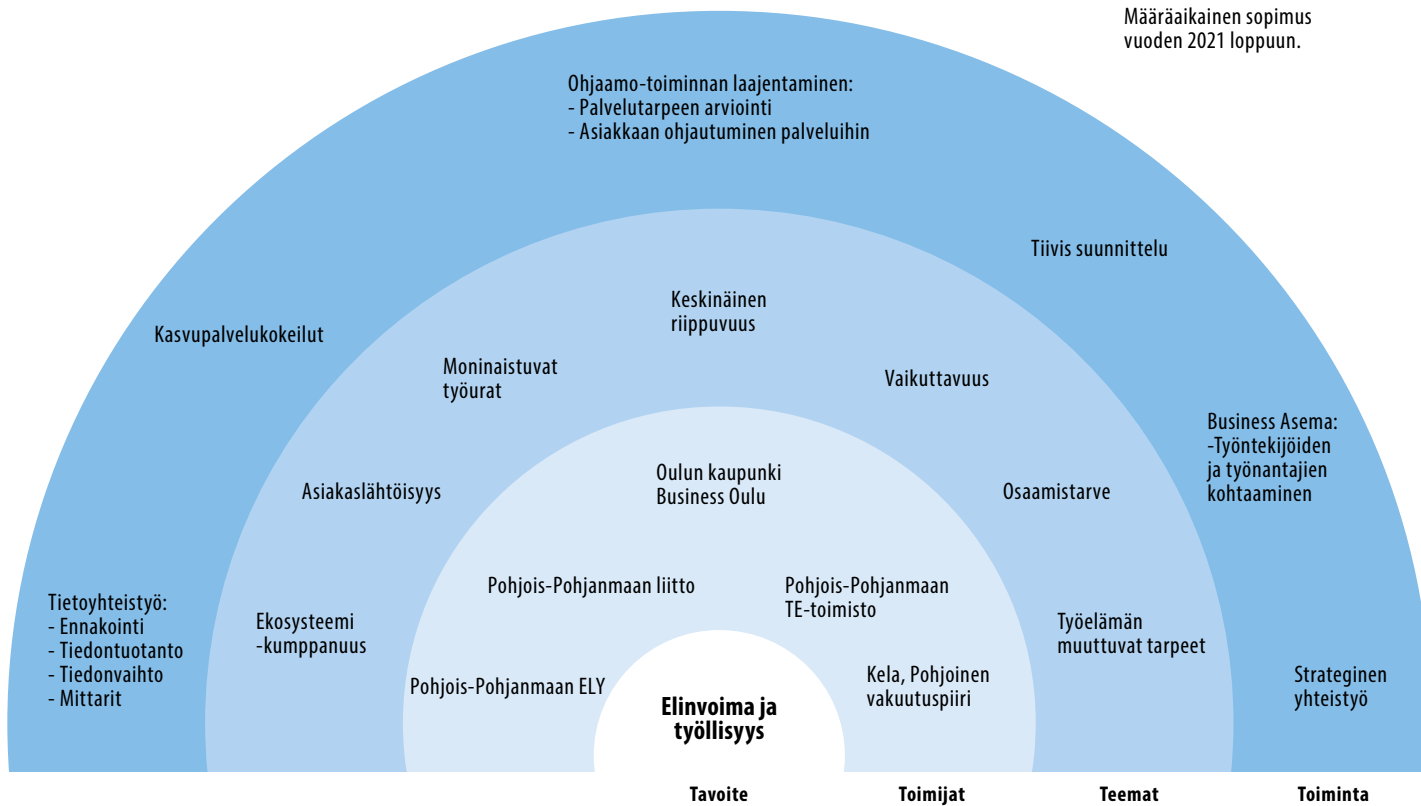 Määräaikainen sopimus
vuoden 2021 loppuun.
Ohjaamo-toiminnan laajentaminen:
- Palvelutarpeen arviointi
- Asiakkaan ohjautuminen palveluihin
Tiivis suunnittelu
Kasvupalvelukokeilut
Business Asema:
-Työntekijöiden
ja työnantajien
kohtaaminen
Tietoyhteistyö:
- Ennakointi
- Tiedontuotanto
- Tiedonvaihto
- Mittarit
Strateginen
yhteistyö
Keskinäinen
riippuvuus
Moninaistuvat
työurat
Vaikuttavuus
Asiakaslähtöisyys
Osaamistarve
Ekosysteemi
-kumppanuus
Työelämän
muuttuvat tarpeet
Oulun kaupunki
Business Oulu
Pohjois-Pohjanmaan liitto
Pohjois-Pohjanmaan
TE-toimisto
Pohjois-Pohjanmaan ELY
Kela, Pohjoinen
vakuutuspiiri
Elinvoima ja
työllisyys
Tavoite
Toimijat
Teemat
Toiminta